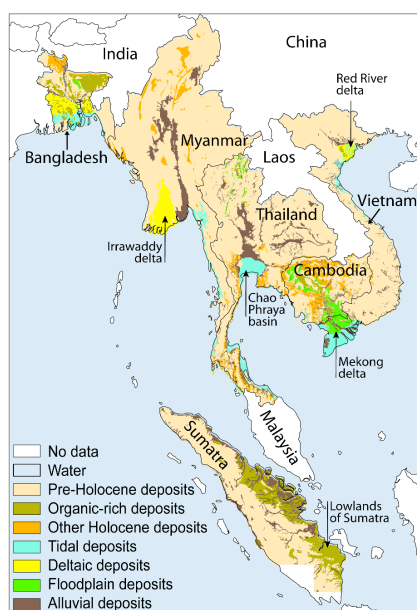 India
China
Red River
delta
Myanmar
Laos
Bangladesh
Vietnam
Thailand
Irrawaddy
delta
Cambodia
Chao
Phraya
basin
Mekong
delta
Malaysia
Sumatra
No data
Water
Pre-Holocene deposits
Organic-rich deposits
Other Holocene deposits
Tidal deposits
Deltaic deposits
Floodplain deposits
Alluvial deposits
Lowlands
of Sumatra